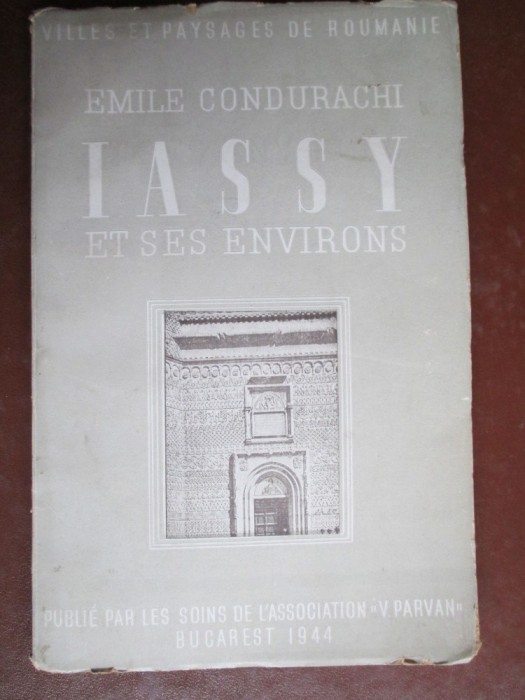 VILLES ET PAYSAGES DE ROUMANIE
EMILE CONDURACHI
IASSY
ET SES ENVIRONS
PUBLIÉ PAR LES SOINS DE L'ASSOCIATION "V PARVAN"
BUCAREST 1944